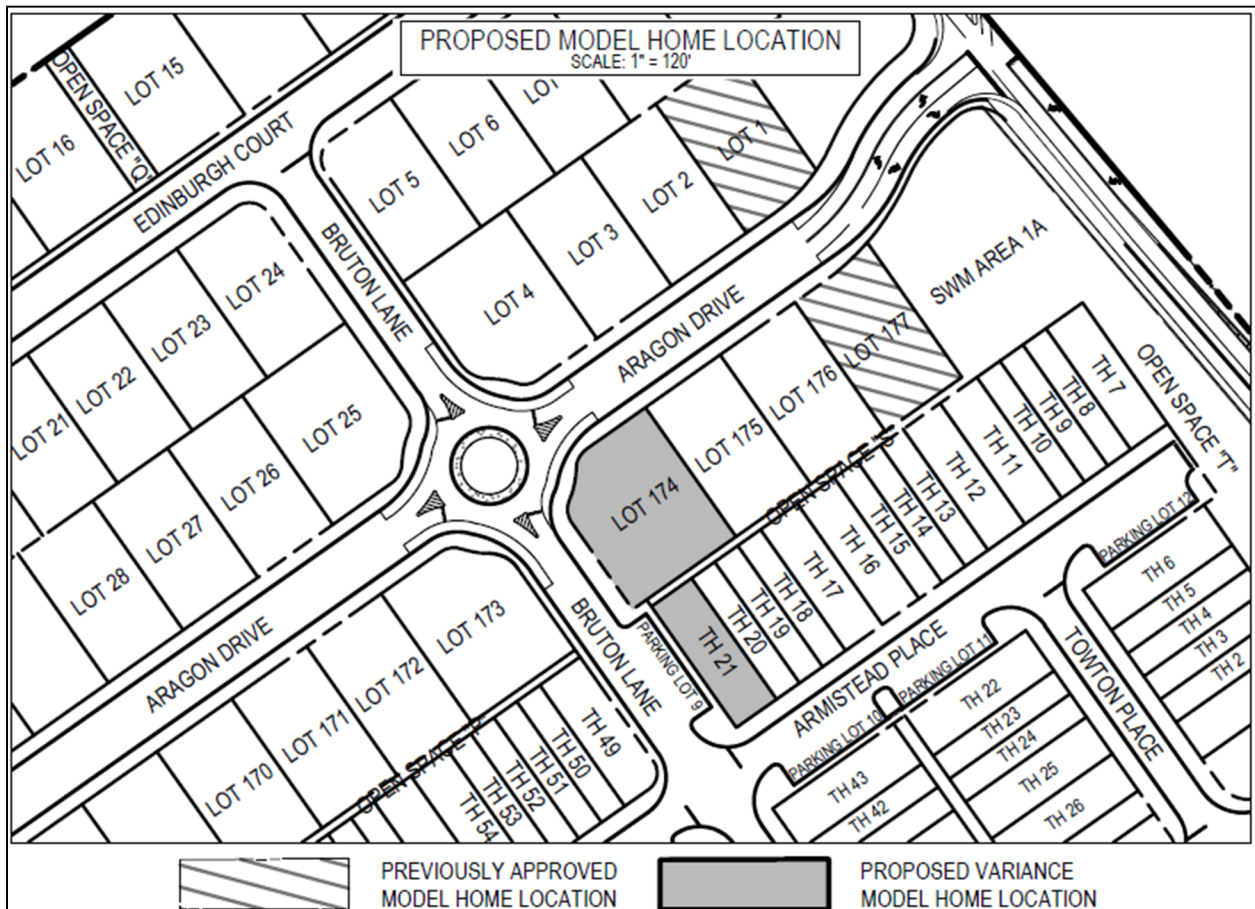 PROPOSED MODEL HOME LOCATION
SCALE: 1" = 120'
LOT 16
OPEN SPACE "Q"
LOT 15
EDINBURGH COURT
LOT 5
LOT 6
LOT 1
LOT 2
LOT 3
LOT 4
BRUTON LANE
LOT 24
LOT 23
LOT 22
LOT 21
LOT 25
LOT 26
LOT 27
LOT 28
ARAGON DRIVE
SWM AREA 1A
LOT 177
LOT 176
LOT 175
LOT 174
OPEN SPACE "S"
OPEN SPACE "T"
TH 7
TH 8
TH 9
TH 10
TH 11
TH 12
TH 13
TH 14
TH 15
TH 16
TH 17
TH 18
TH 19
TH 20
TH 21
PARKING LOT 9
ARMISTEAD PLACE
PARKING LOT 12
PARKING LOT 11
PARKING LOT 10
TOWTON PLACE
TH 6
TH 5
TH 4
TH 3
TH 2
TH 22
TH 23
TH 24
TH 25
TH 26
TH 43
TH 42
ARAGON DRIVE
BRUTON LANE
LOT 173
LOT 172
LOT 171
LOT 170
OPEN SPACE
TH 49
TH 50
TH 51
TH 52
TH 53
TH 54
PREVIOUSLY APPROVED
MODEL HOME LOCATION
PROPOSED VARIANCE
MODEL HOME LOCATION